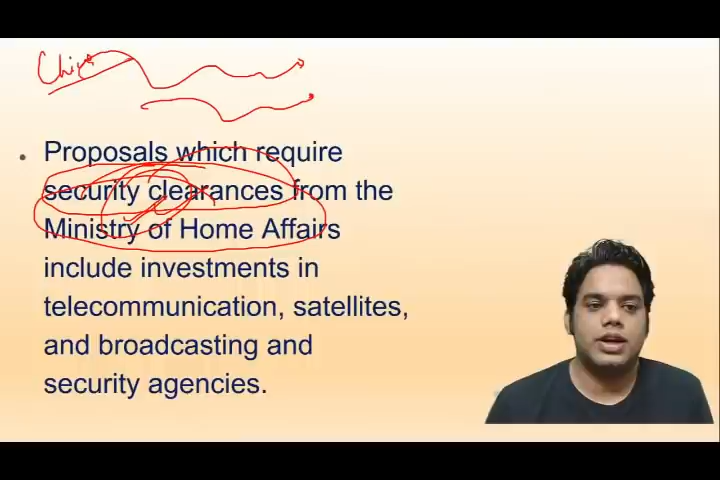 • Proposals which require
security clearances from the
Ministry of Home Affairs
include investments in
telecommunication, satellites,
and broadcasting and
security agencies.